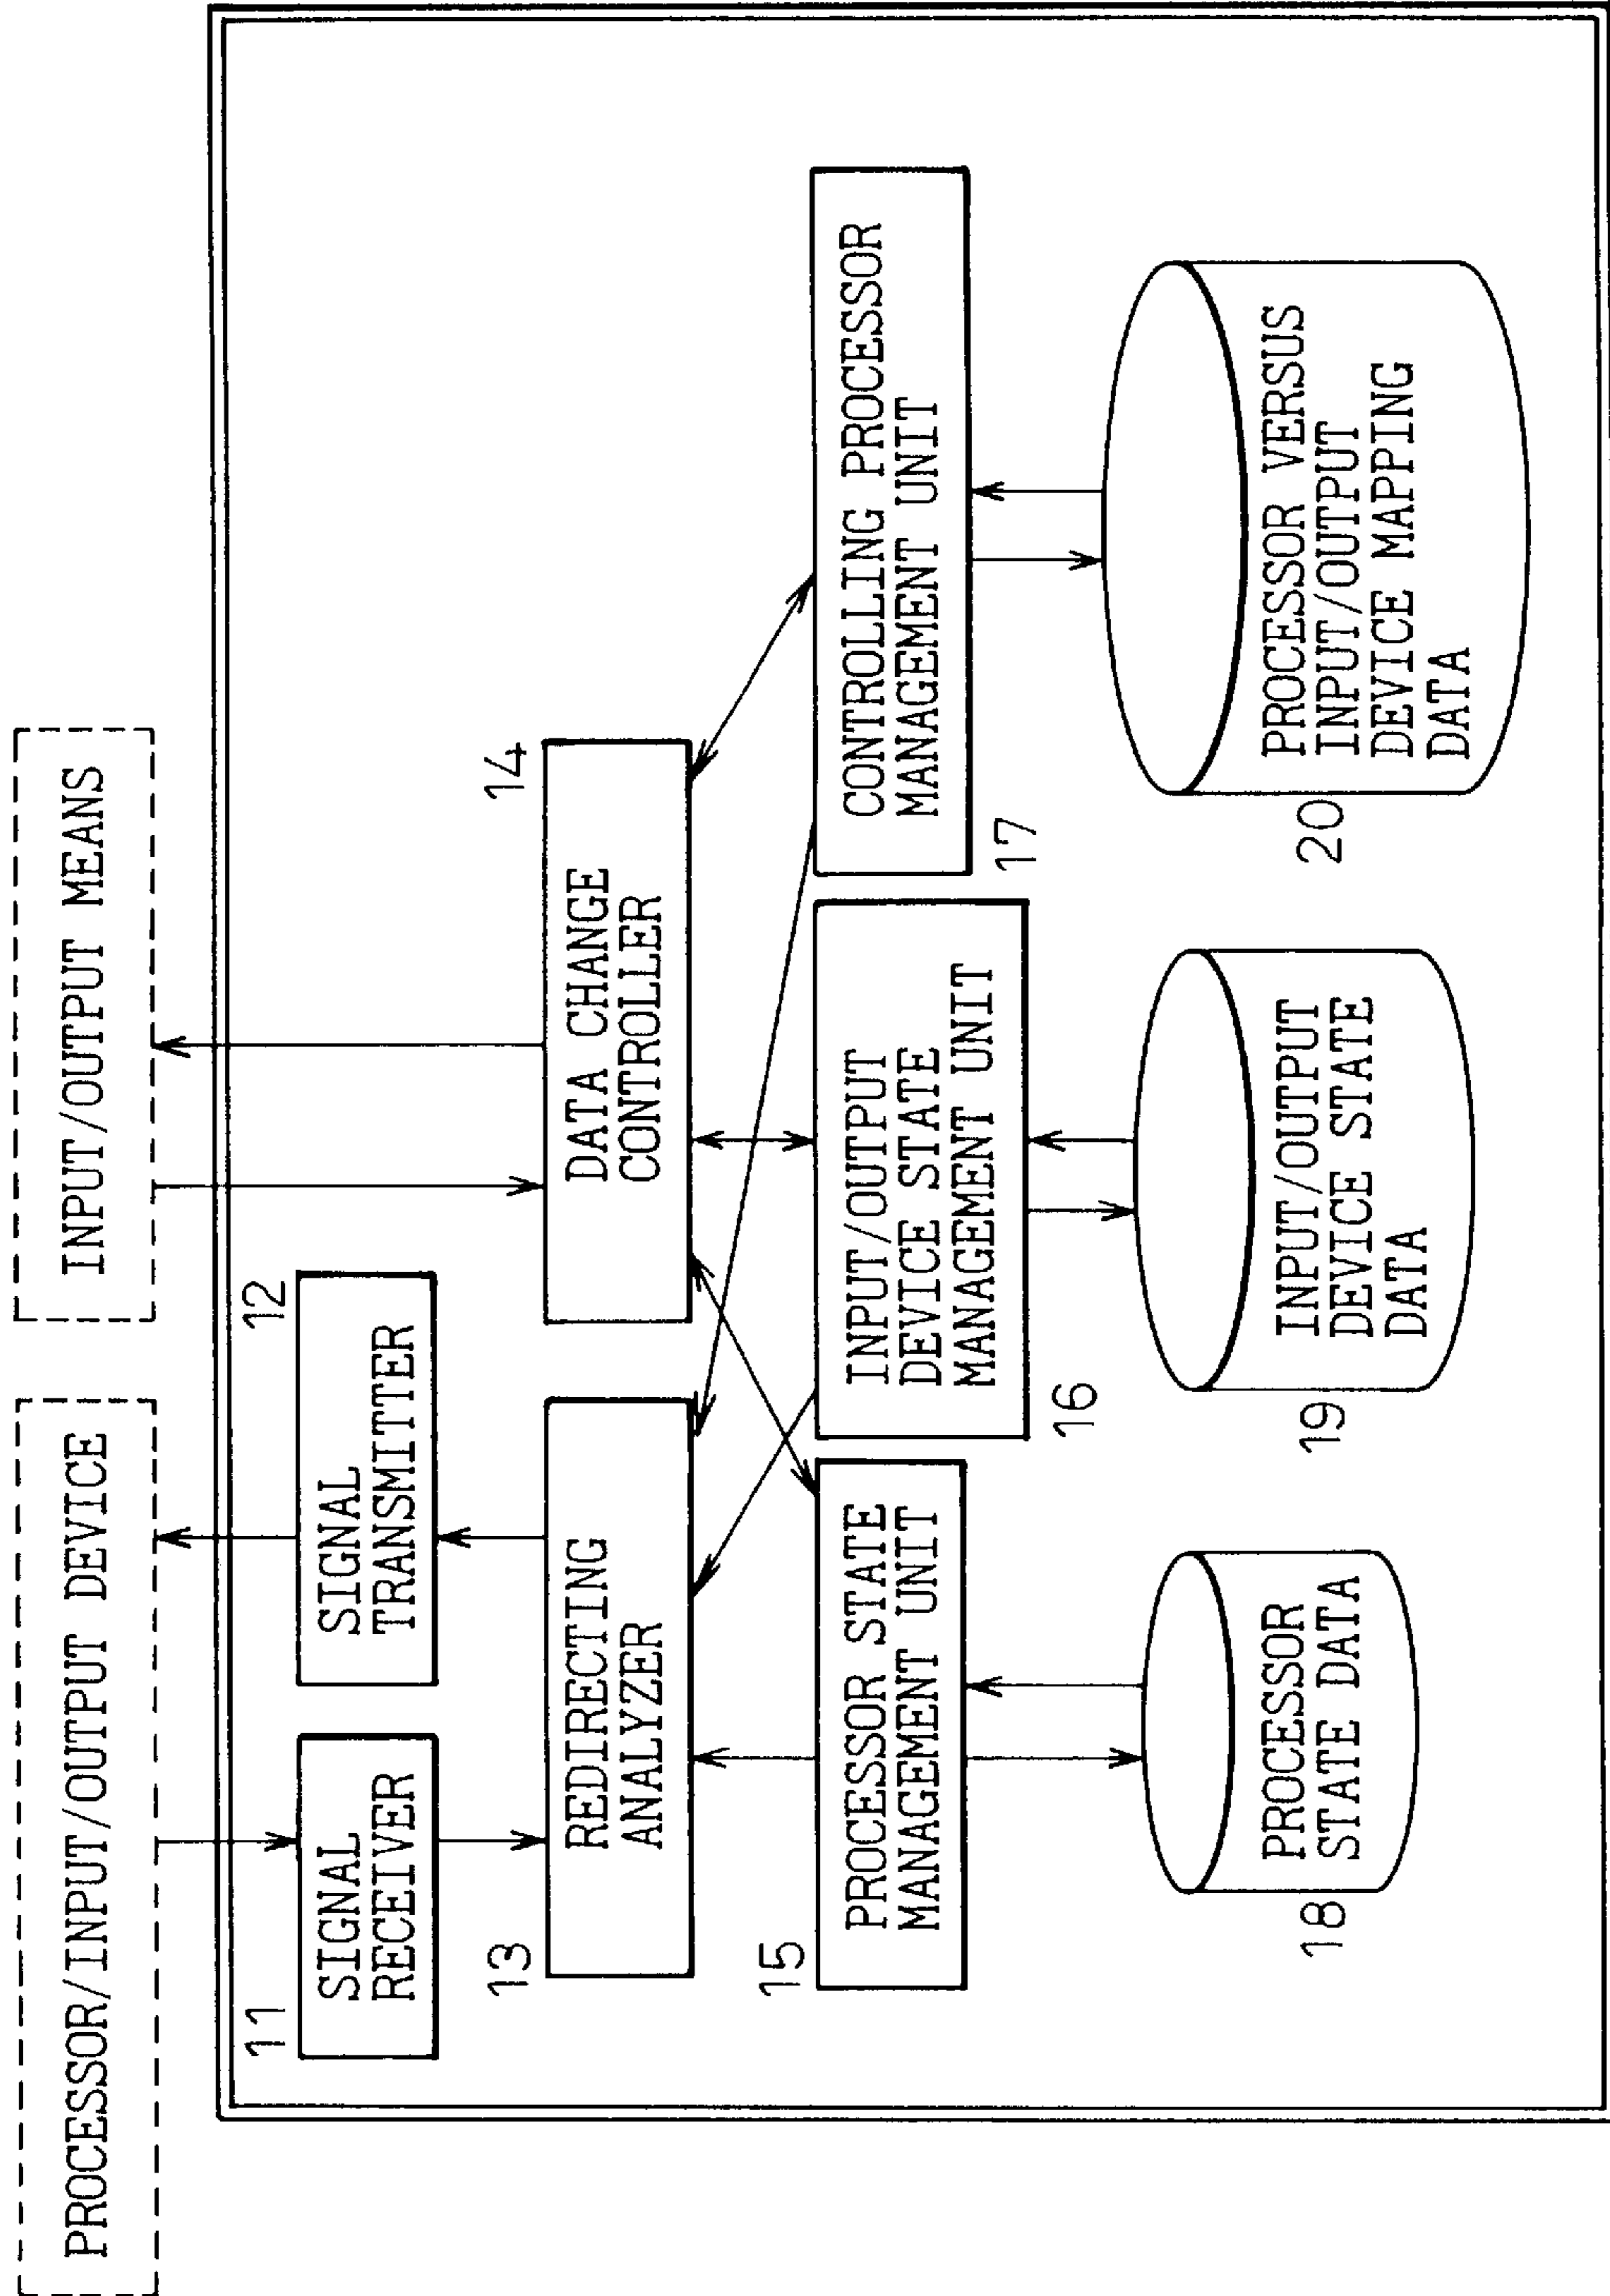 PROCESSOR/INPUT/OUTPUT DEVICE
INPUT/OUTPUT MEANS
11
SIGNAL
RECEIVER
12
SIGNAL
TRANSMITTER
13
REDIRECTING
ANALYZER
14
DATA CHANGE
CONTROLLER
15
PROCESSOR STATE
MANAGEMENT UNIT
INPUT/OUTPUT
DEVICE STATE
MANAGEMENT UNIT
16
CONTROLLING PROCESSOR
MANAGEMENT UNIT
17
PROCESSOR
STATE DATA
18
INPUT/OUTPUT
DEVICE STATE
DATA
19
PROCESSOR VERSUS
INPUT/OUTPUT
DEVICE MAPPING
DATA
20